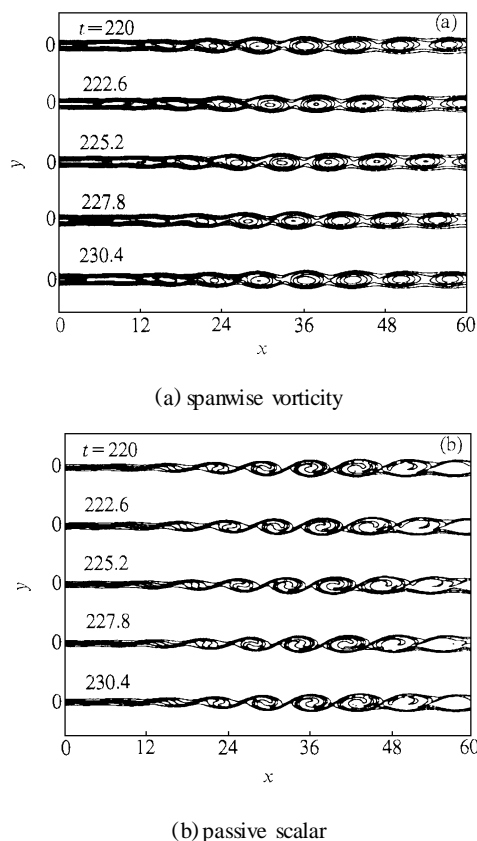 (a)
t=220
0
222.6
0
225.2
0
227.8
0
230.4
0
y
0 12 24 36 48 60
x
(a) spanwise vorticity
(b)
t=220
0
222.6
0
225.2
0
227.8
0
230.4
0
y
0 12 24 36 48 60
x
(b) passive scalar